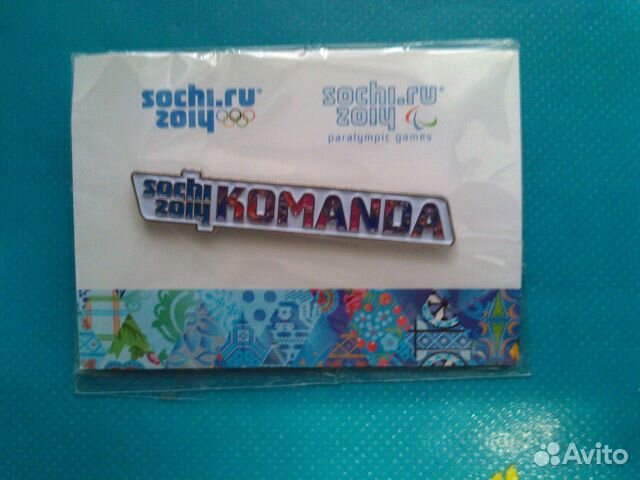 sochi.ru
2014
sochi.ru
2014
paralympic games
sochi
2014
KOMANDA
Avito